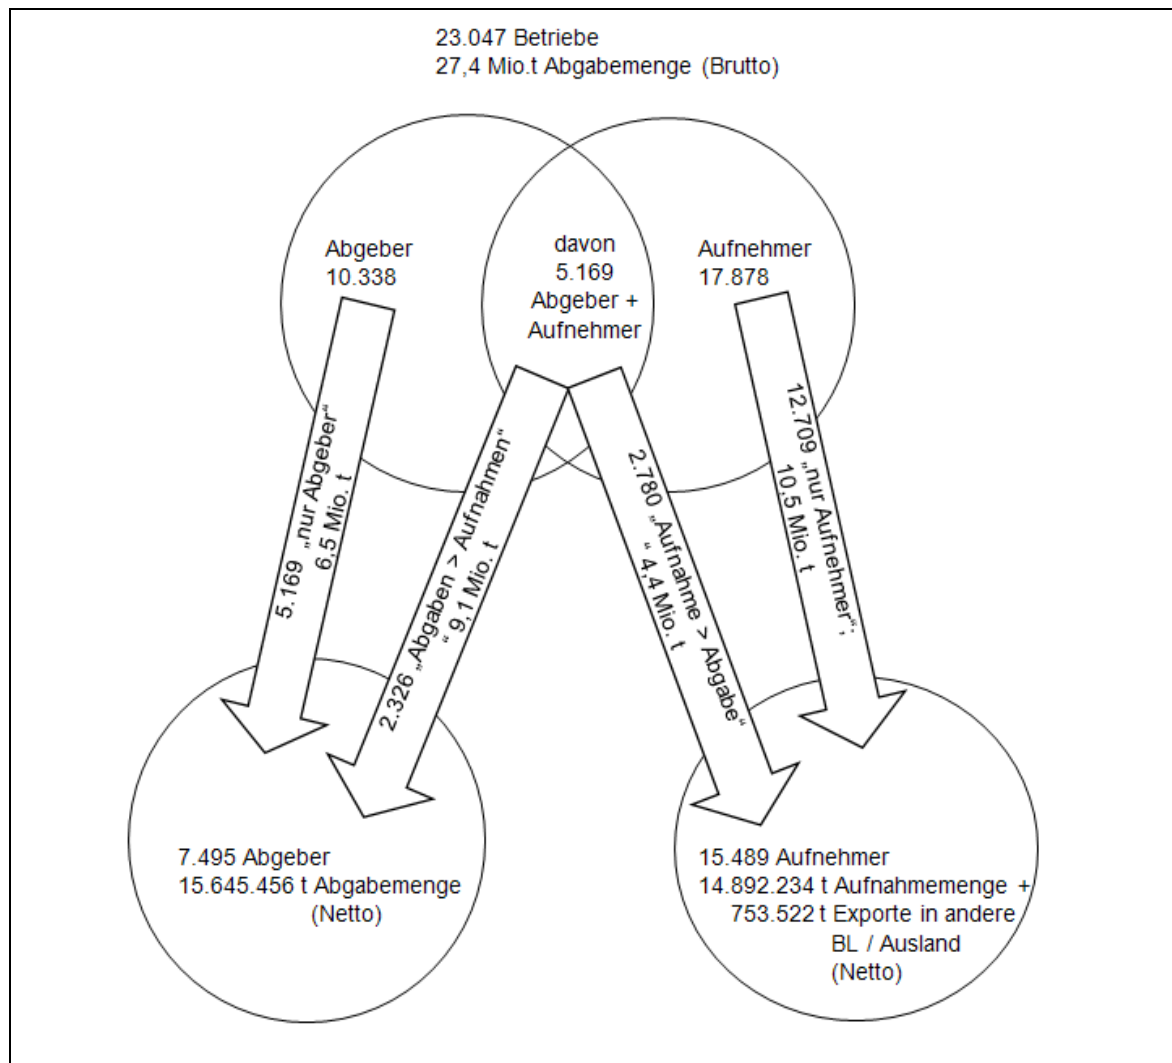 23.047 Betriebe
27,4 Mio.t Abgabemenge (Brutto)
Abgeber
10.338
davon
5.169
Abgeber +
Aufnehmer
Aufnehmer
17.878
5.169 „nur Abgeber“
6,5 Mio. t
2.326 „Abgaben > Aufnahmen“
“ 9,1 Mio. t
2.780 „Aufnahme > Abgabe“
“ 4,4 Mio. t
12.709 „nur Aufnehmer“;
10,5 Mio. t
7.495 Abgeber
15.645.456 t Abgabemenge
(Netto)
15.489 Aufnehmer
14.892.234 t Aufnahmemenge +
753.522 t Exporte in andere
BL / Ausland
(Netto)